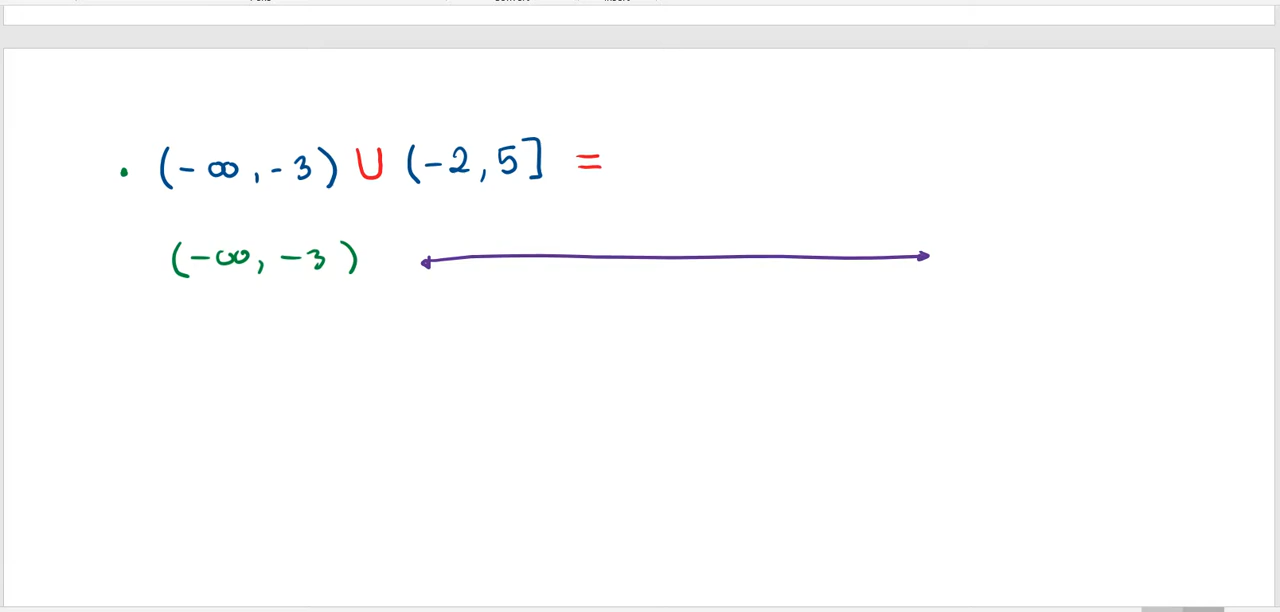 (-∞, -3) ∪ (-2, 5] =
(-∞, -3)